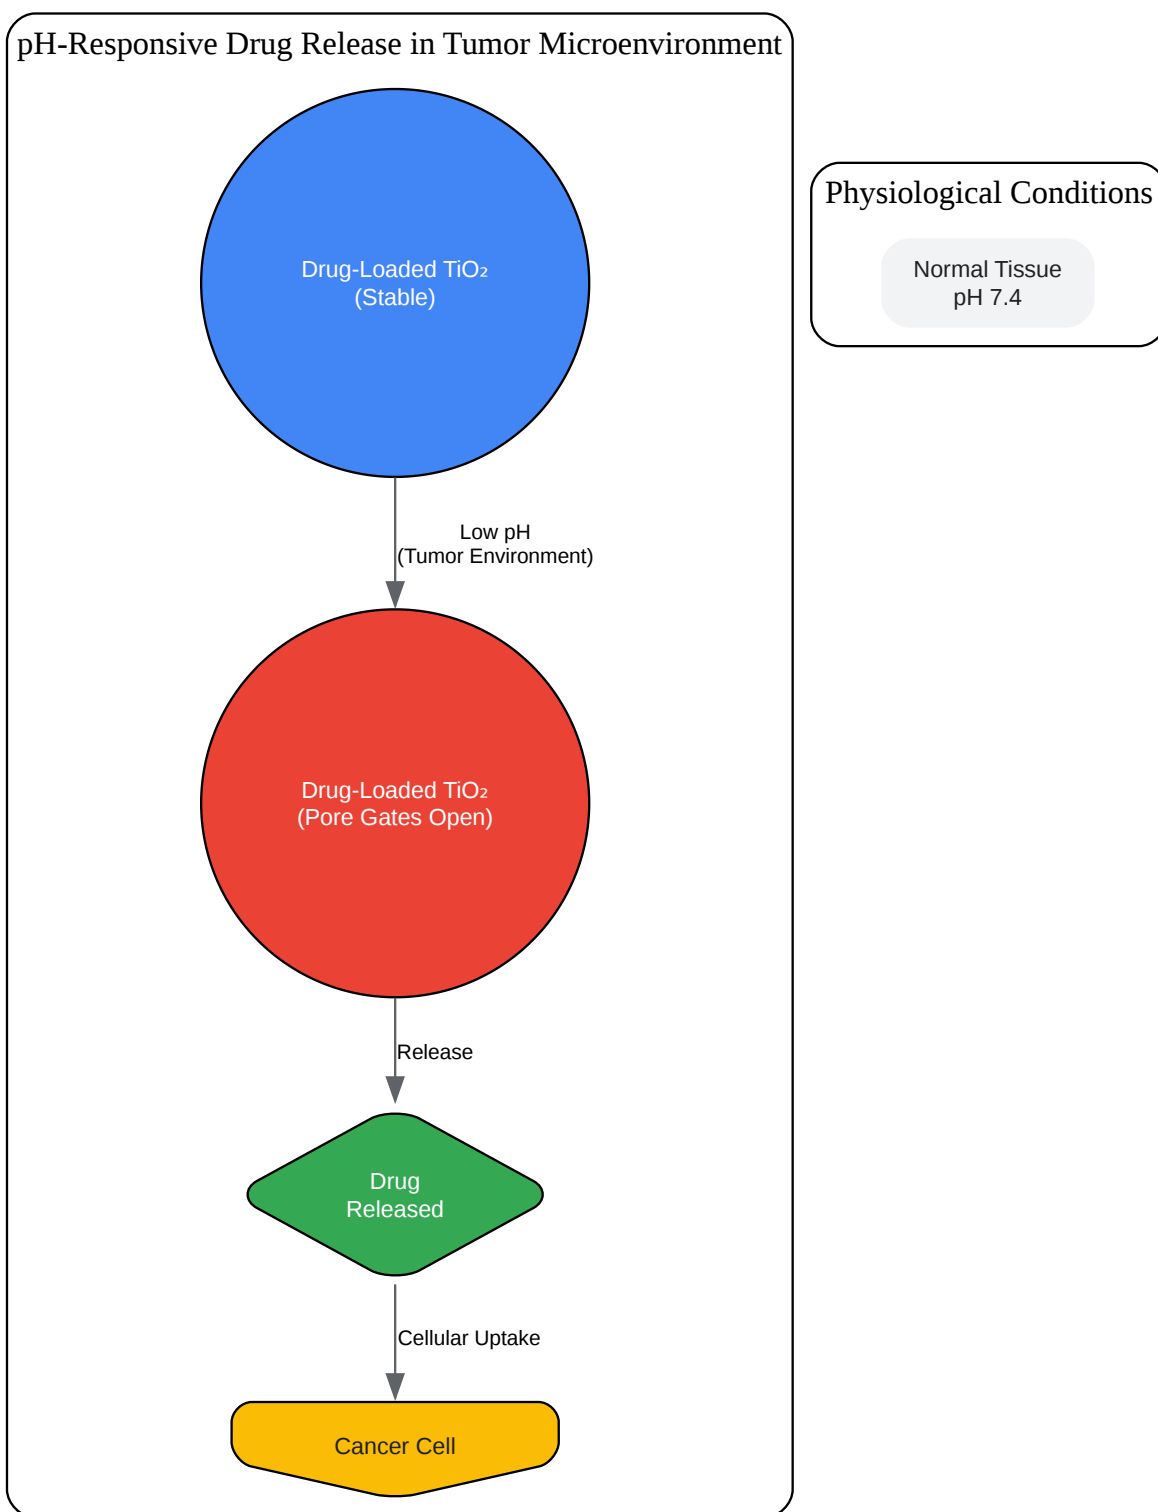 pH-Responsive Drug Release in Tumor Microenvironment
Drug-Loaded TiO₂
(Stable)
Physiological Conditions
Normal Tissue
pH 7.4
Low pH
(Tumor Environment)
Drug-Loaded TiO₂
(Pore Gates Open)
Release
Drug
Released
Cellular Uptake
Cancer Cell